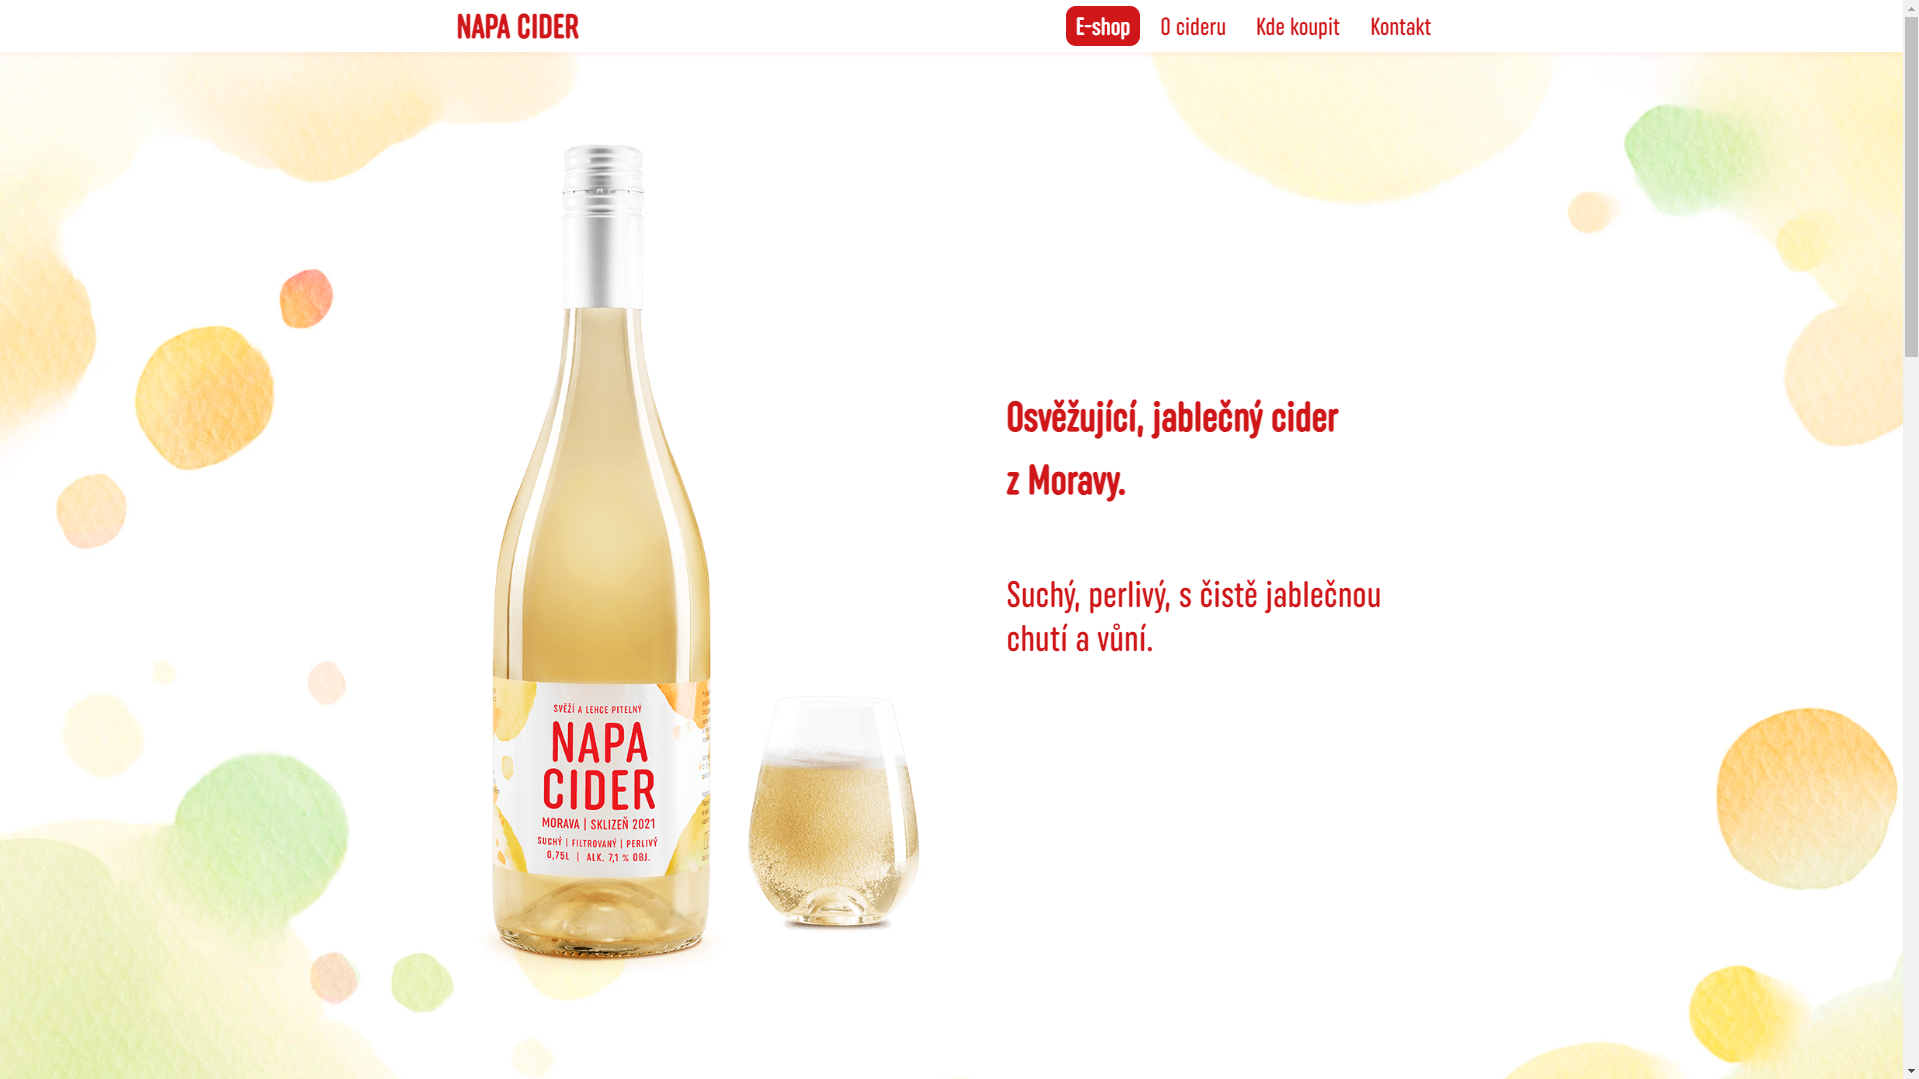 NAPA CIDER
E-shop
O cideru
Kde koupit
Kontakt
Osvěžující, jablečný cider
z Moravy.
Suchý, perlivý, s čistě jablečnou
chutí a vůní.
SVĚŽÍ A LEHCE PITELNÝ
NAPA
CIDER
MORAVA | SKLIZEŇ 2021
SUCHÝ | FILTROVANÝ | PERLIVÝ
0,75L | ALK. 7,1 % OBJ.